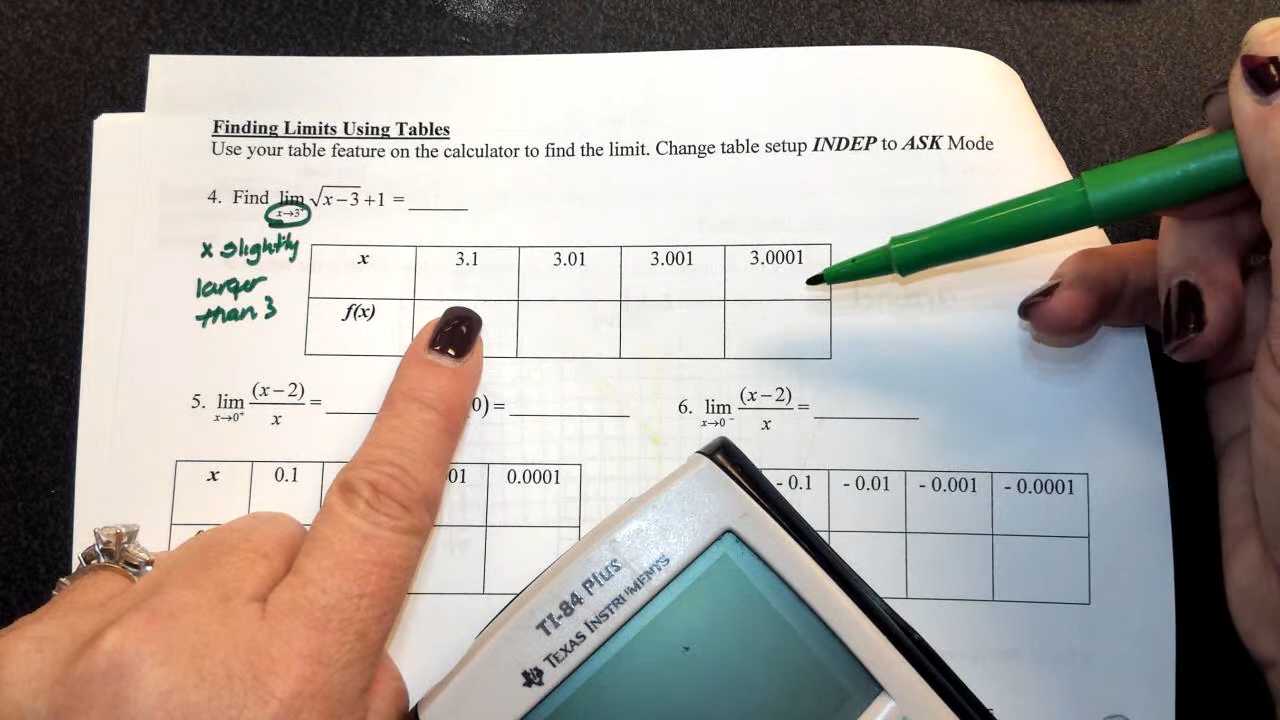 Finding Limits Using Tables
Use your table feature on the calculator to find the limit. Change table setup INDEP to ASK Mode
4. Find lim x→3⁺ √x−3 +1 = ______
x slightly
larger
than 3
x 3.1 3.01 3.001 3.0001
f(x)
5. lim x→0⁺ (x−2)/x = 0) = ______
6. lim x→0⁻ (x−2)/x = ______
x 0.1 01 0.0001
- 0.1 - 0.01 - 0.001 - 0.0001
TI-84 Plus
TEXAS INSTRUMENTS